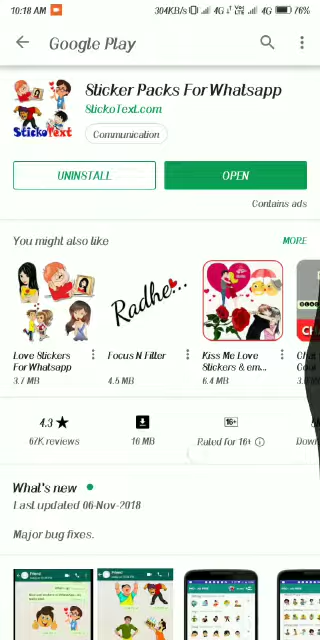 10:18 AM
304KB/s 4G VoLTE 4G 76%
Google Play
Sticker Packs For Whatsapp
StickoText.com
StickoText
Communication
UNINSTALL
OPEN
Contains ads
You might also like
MORE
Radhe...
Love Stickers For Whatsapp
3.7 MB
Focus N Filter
4.5 MB
Kiss Me Love Stickers & em...
6.4 MB
4.3
67K reviews
16 MB
16+
Rated for 16+
What's new
Last updated 06-Nov-2018
Major bug fixes.